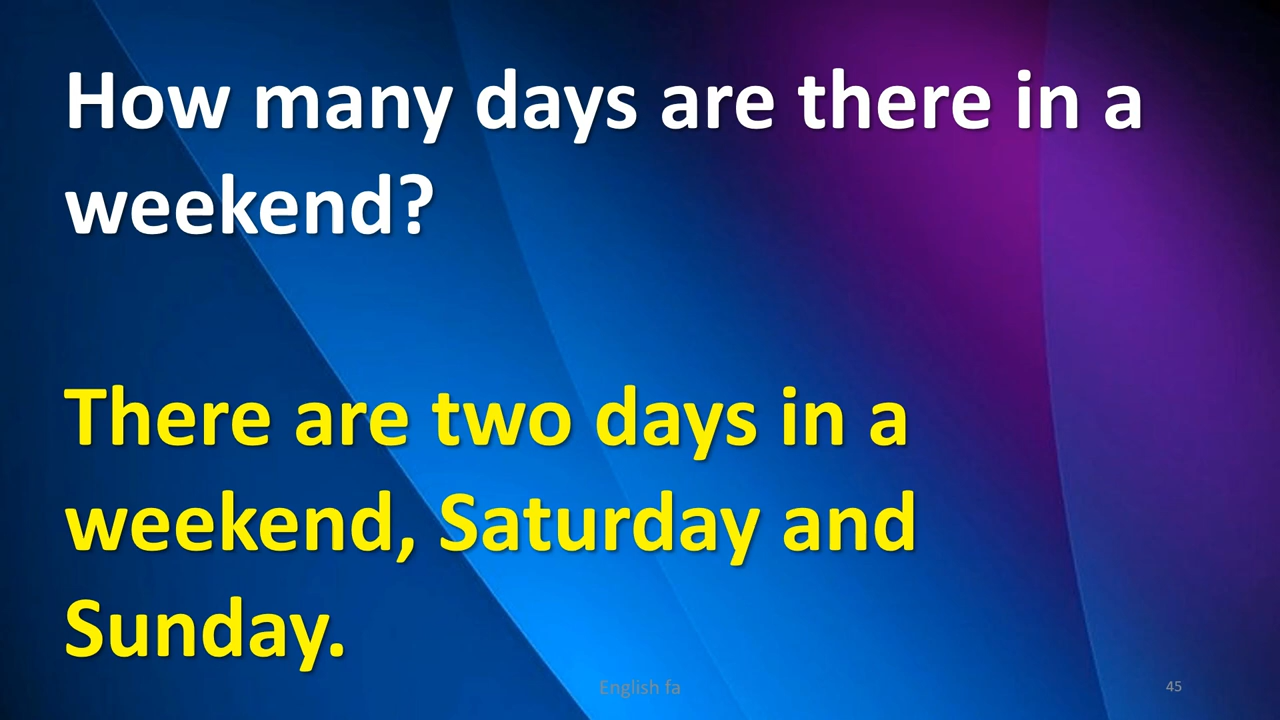 How many days are there in a
weekend?
There are two days in a
weekend, Saturday and
Sunday.
English fa
45